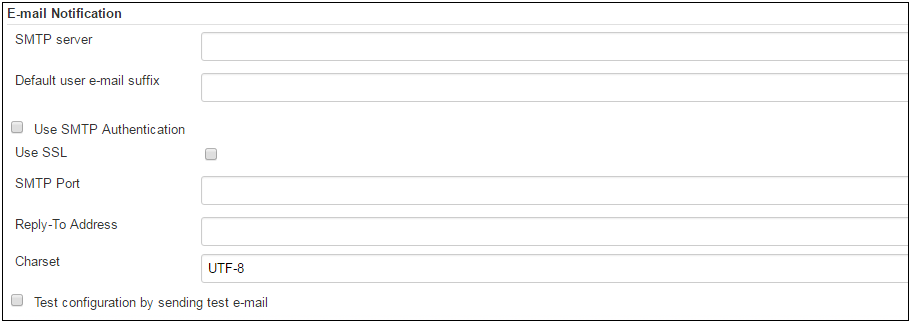 E-mail Notification
SMTP server
Default user e-mail suffix
Use SMTP Authentication
Use SSL
SMTP Port
Reply-To Address
Charset UTF-8
Test configuration by sending test e-mail